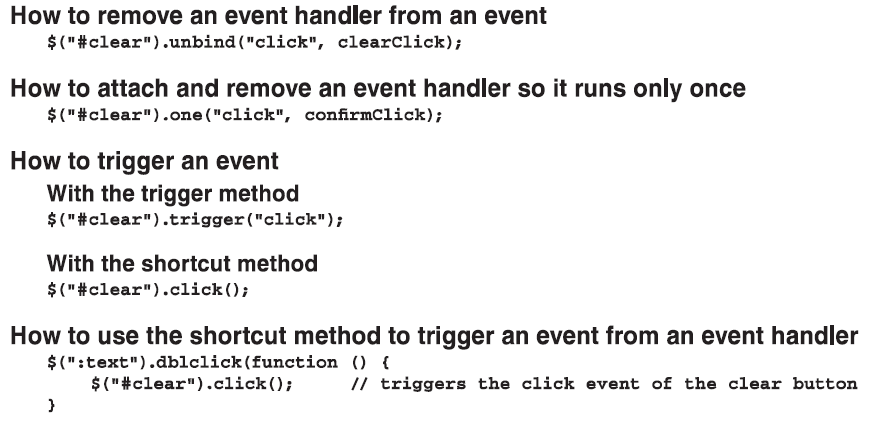 How to remove an event handler from an event
$("#clear").unbind("click", clearClick);
How to attach and remove an event handler so it runs only once
$("#clear").one("click", confirmClick);
How to trigger an event
With the trigger method
$("#clear").trigger("click");
With the shortcut method
$("#clear").click();
How to use the shortcut method to trigger an event from an event handler
$(":text").dblclick(function () {
$("#clear").click(); // triggers the click event of the clear button
}